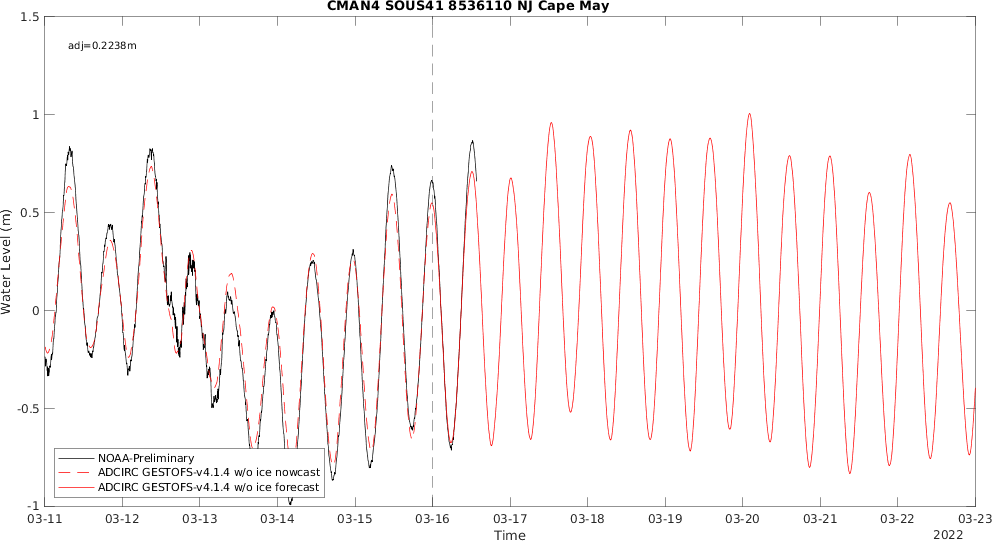 CMAN4 SOUS41 8536110 NJ Cape May
adj=0.2238m
1.5
1
0.5
0
-0.5
-1
Water Level (m)
NOAA-Preliminary
ADCIRC GESTOFS-v4.1.4 w/o ice nowcast
ADCIRC GESTOFS-v4.1.4 w/o ice forecast
03-11 03-12 03-13 03-14 03-15 03-16 03-17 03-18 03-19 03-20 03-21 03-22 03-23
Time
2022